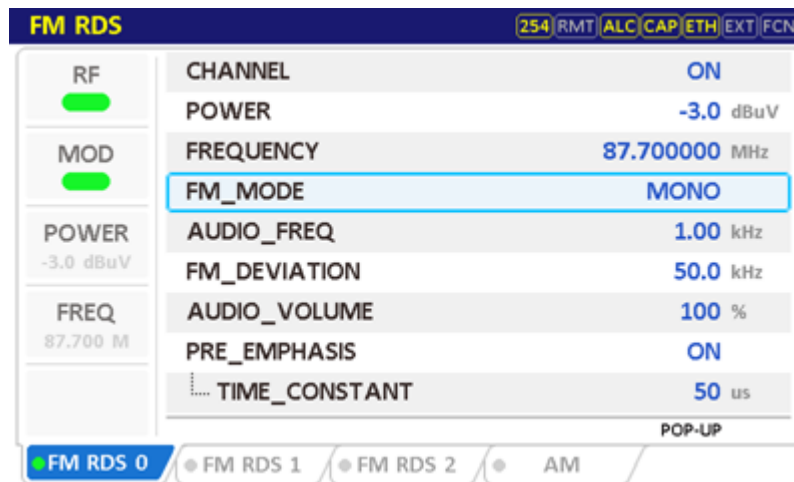 FM RDS 254 RMT ALC CAP ETH EXT FCN
RF
MOD
POWER
-3.0 dBuV
FREQ
87.700 M
CHANNEL ON
POWER -3.0 dBuV
FREQUENCY 87.700000 MHz
FM_MODE MONO
AUDIO_FREQ 1.00 kHz
FM_DEVIATION 50.0 kHz
AUDIO_VOLUME 100 %
PRE_EMPHASIS ON
TIME_CONSTANT 50 us
POP-UP
FM RDS 0 FM RDS 1 FM RDS 2 AM